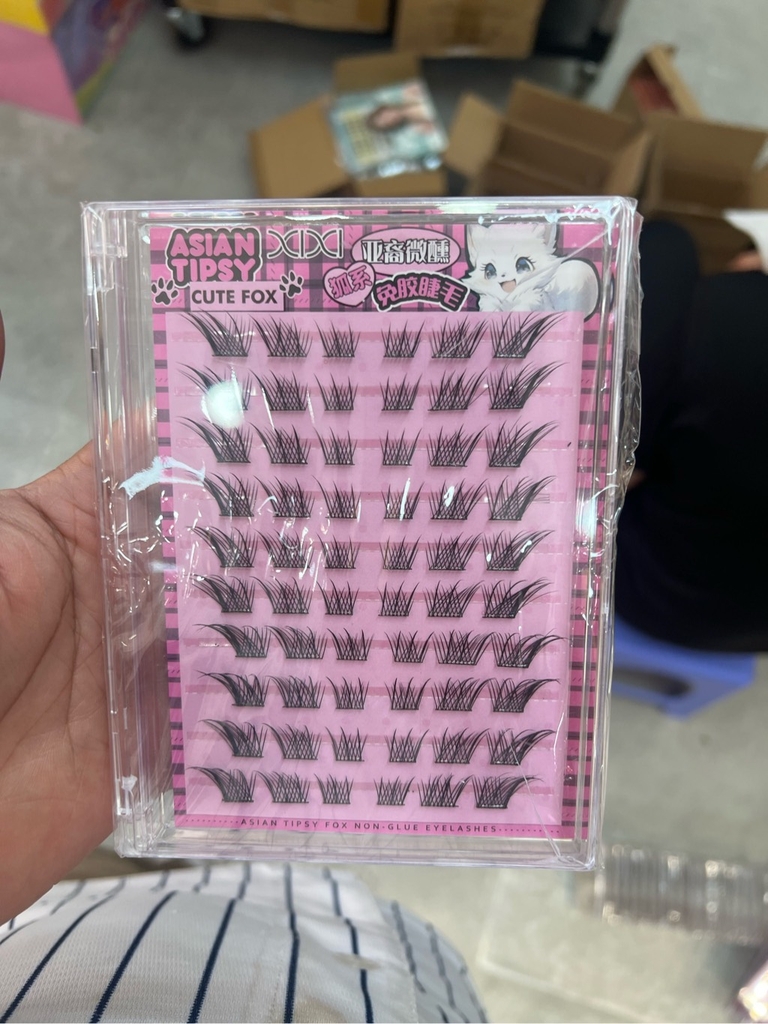 ASIAN
TIPSY
CUTE FOX
亚裔微醺
狐系
免胶睫毛
ASIAN TIPSY FOX NON-GLUE EYELASHES